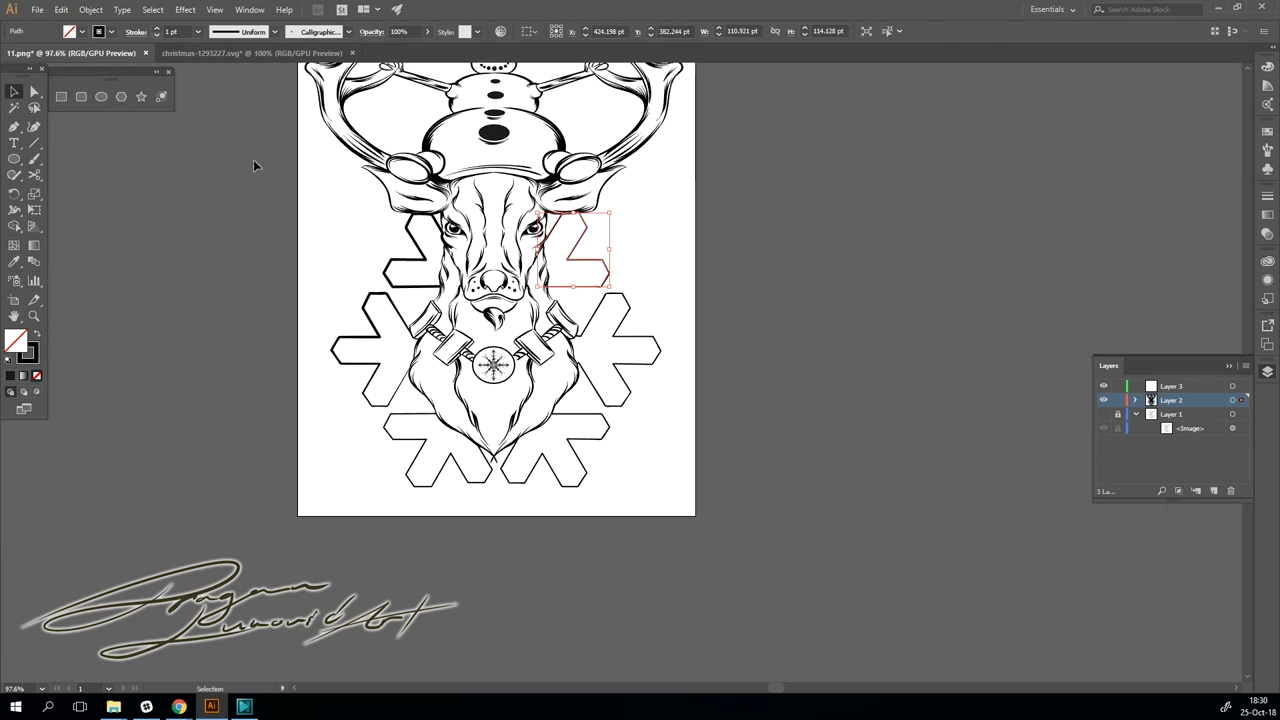 Ai File Edit Object Type Select Effect View Window Help Br St Essentials Search Adobe Stock
Path Stroke: 1 pt Uniform Calligraphic... Opacity: 100% Style: X: 424.198 pt Y: 382.244 pt W: 110.921 pt H: 114.128 pt
11.png* @ 97.6% (RGB/GPU Preview) × christmas-1293227.svg* @ 100% (RGB/GPU Preview) ×
Layers
Layer 3
Layer 2
Layer 1
<Image>
3 La...
97.6% 1 Selection
18:30
25-Oct-18